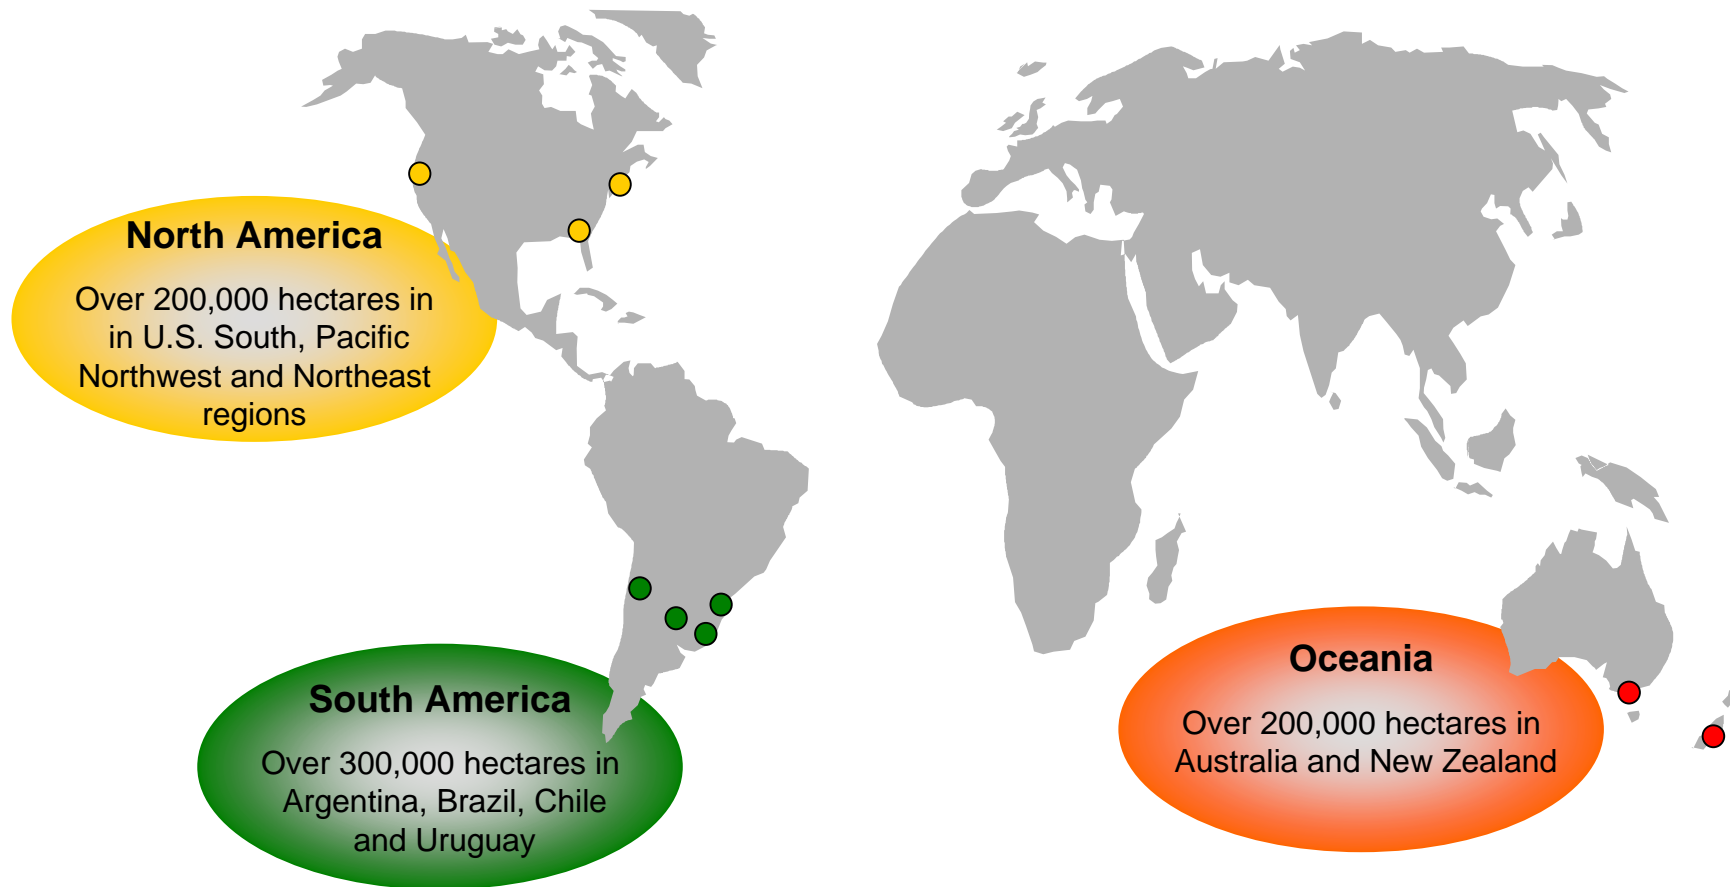 North America
Over 200,000 hectares in
in U.S. South, Pacific
Northwest and Northeast
regions
South America
Over 300,000 hectares in
Argentina, Brazil, Chile
and Uruguay
Oceania
Over 200,000 hectares in
Australia and New Zealand